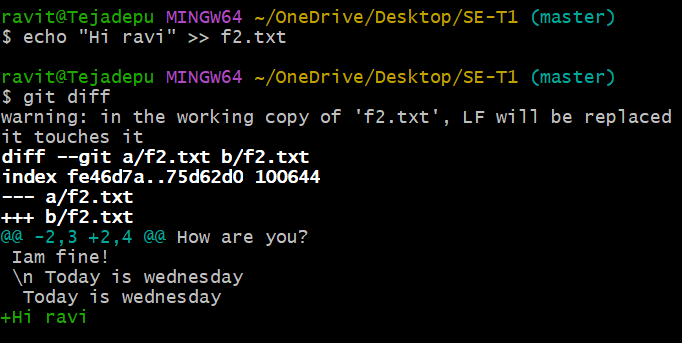 ravit@Tejadepu MINGW64 ~/OneDrive/Desktop/SE-T1 (master)
$ echo "Hi ravi" >> f2.txt
ravit@Tejadepu MINGW64 ~/OneDrive/Desktop/SE-T1 (master)
$ git diff
warning: in the working copy of 'f2.txt', LF will be replaced
it touches it
diff --git a/f2.txt b/f2.txt
index fe46d7a..75d62d0 100644
--- a/f2.txt
+++ b/f2.txt
@@ -2,3 +2,4 @@ How are you?
 Iam fine!
 \n Today is wednesday
  Today is wednesday
+Hi ravi